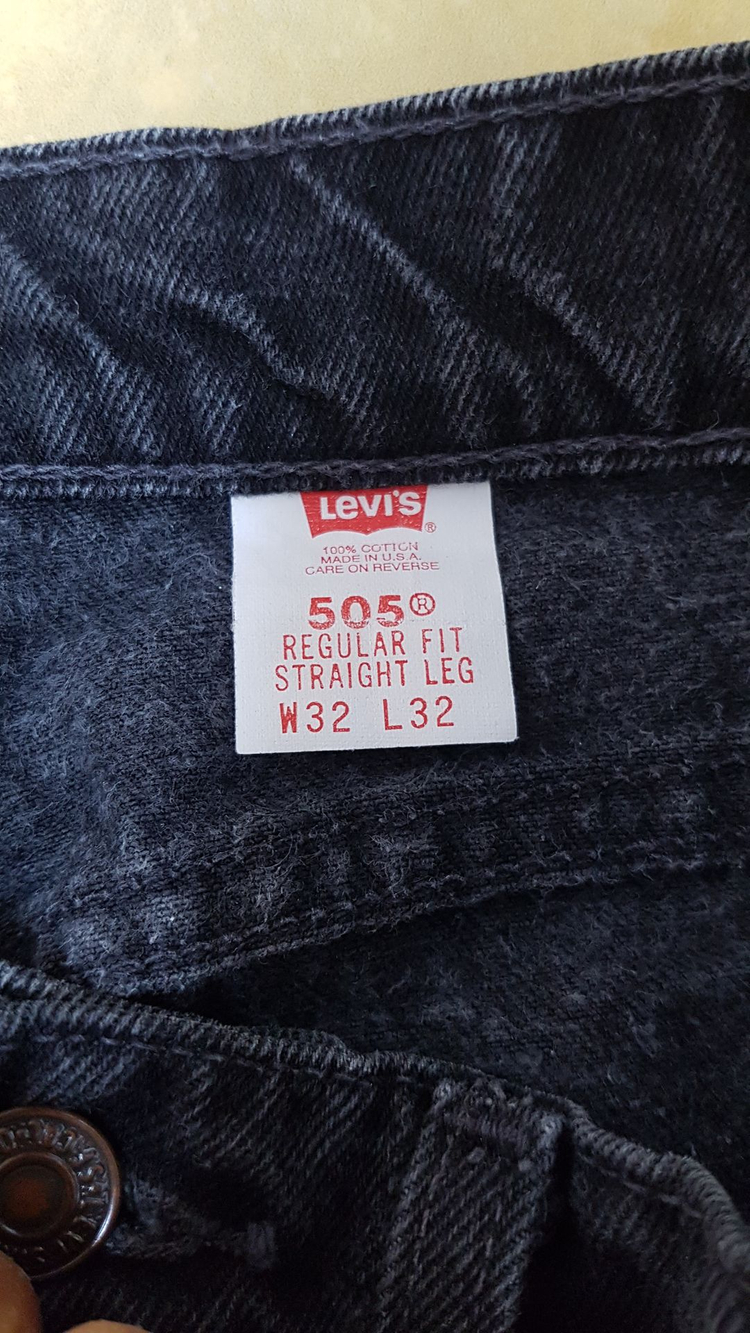 Levi's®
100% COTTON
MADE IN U.S.A.
CARE ON REVERSE
505®
REGULAR FIT
STRAIGHT LEG
W32 L32